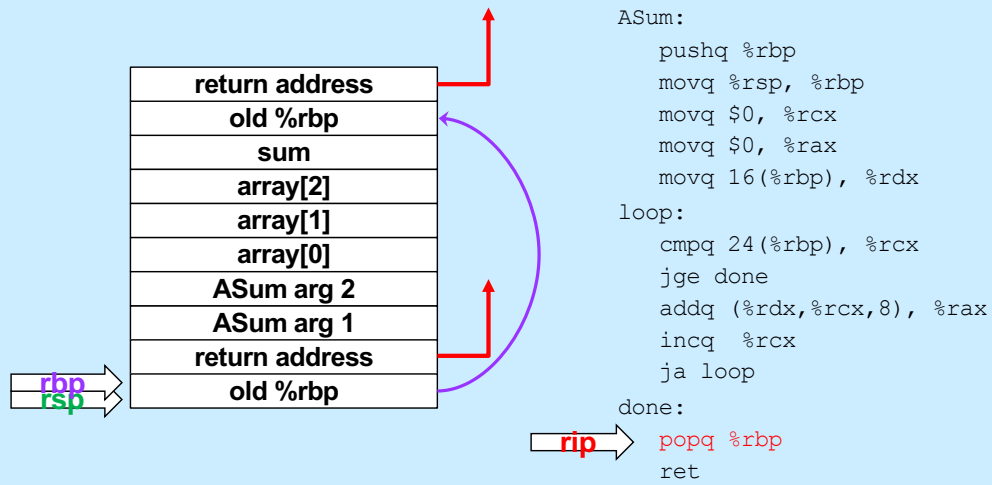 return address
old %rbp
sum
array[2]
array[1]
array[0]
ASum arg 2
ASum arg 1
return address
old %rbp
rbp
rsp
ASum:
pushq %rbp
movq %rsp, %rbp
movq $0, %rcx
movq $0, %rax
movq 16(%rbp), %rdx
loop:
cmpq 24(%rbp), %rcx
jge done
addq (%rdx,%rcx,8), %rax
incq %rcx
ja loop
done:
rip
popq %rbp
ret